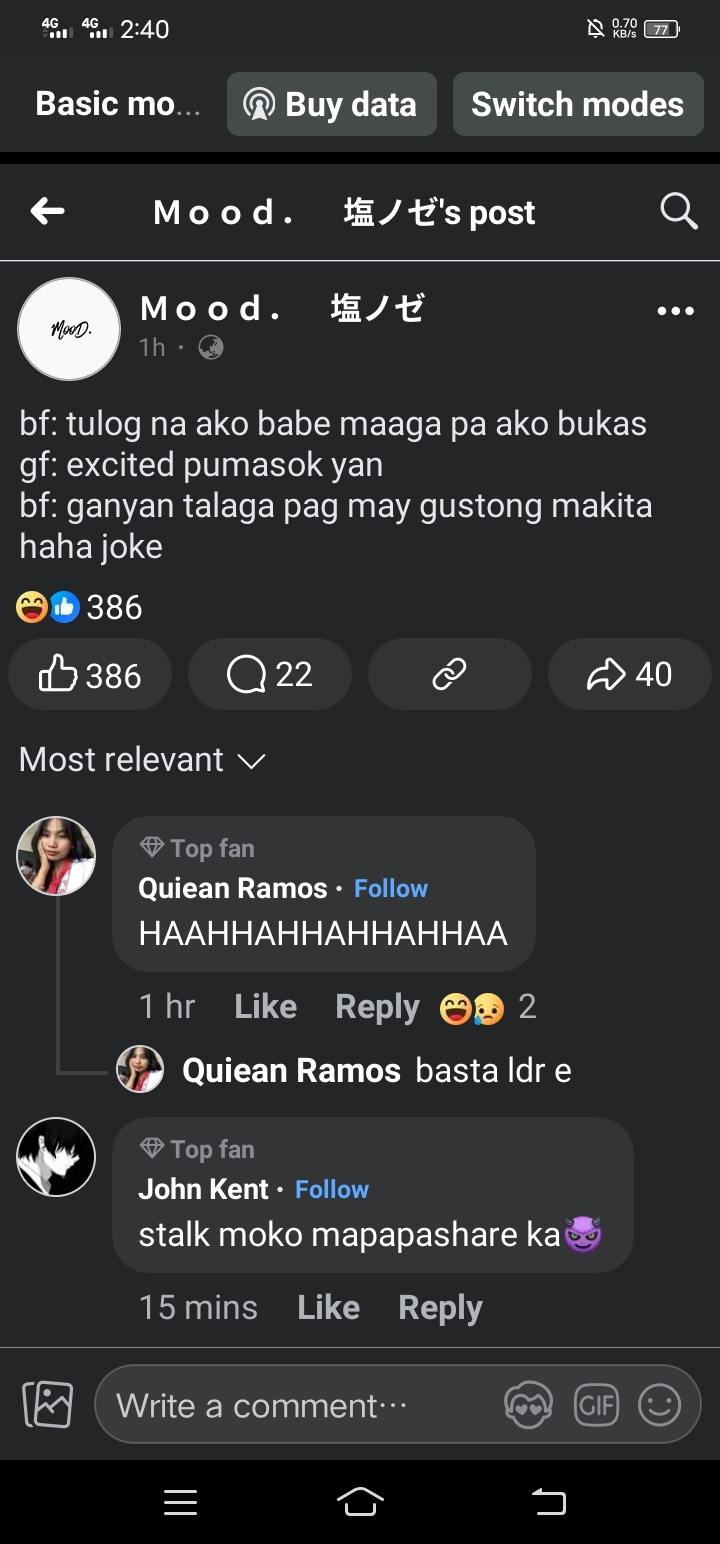 4G 4G 2:40 0.70 KB/s 77
Basic mo... Buy data Switch modes
Mood. 塩ノゼ's post
MooD.
Mood. 塩ノゼ
1h ·
bf: tulog na ako babe maaga pa ako bukas
gf: excited pumasok yan
bf: ganyan talaga pag may gustong makita
haha joke
386
386 22 40
Most relevant
Top fan
Quiean Ramos · Follow
HAAHHAHHAHHAHHAA
1 hr Like Reply 2
Quiean Ramos basta ldr e
Top fan
John Kent · Follow
stalk moko mapapashare ka😈
15 mins Like Reply
Write a comment... GIF